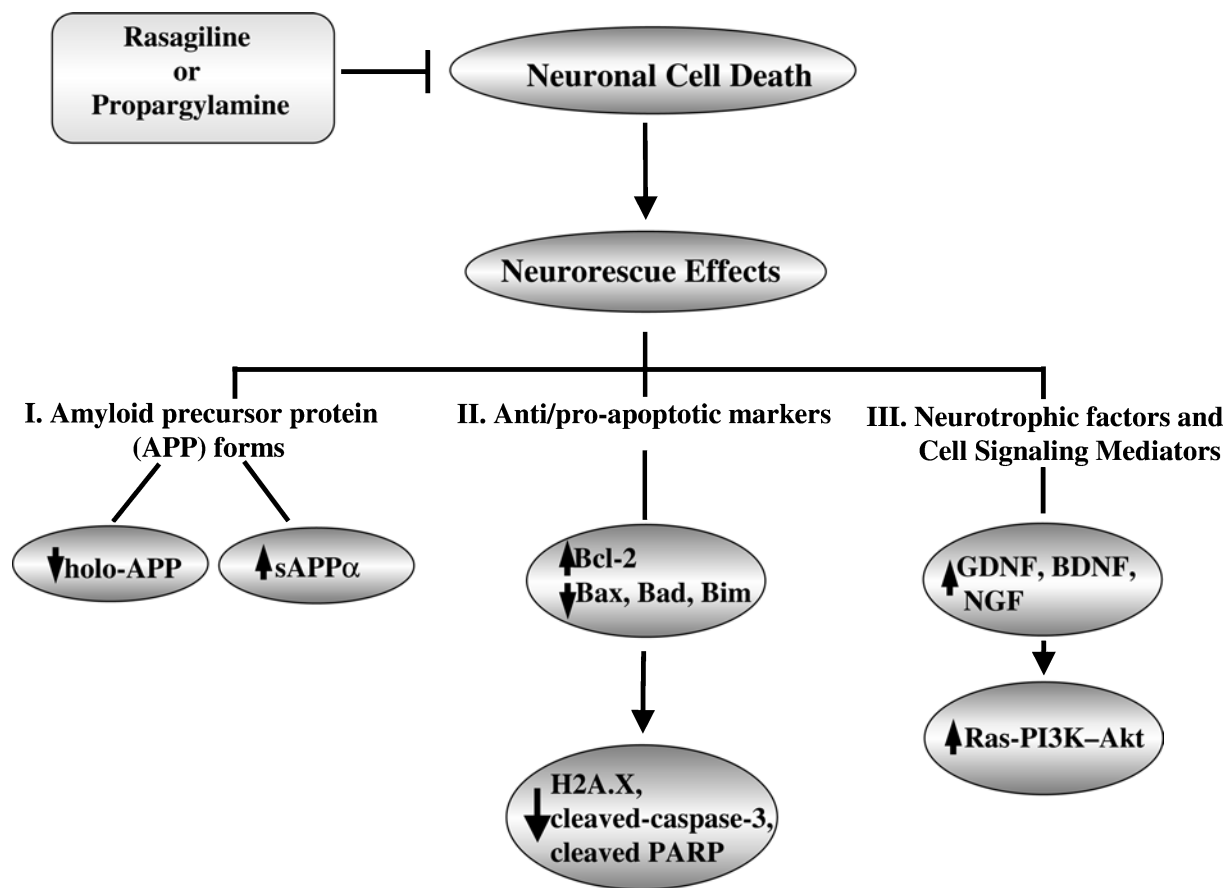 Rasagiline
or
Propargylamine
Neuronal Cell Death
Neurorescue Effects
I. Amyloid precursor protein
(APP) forms
holo-APP
sAPPα
II. Anti/pro-apoptotic markers
Bcl-2
Bax, Bad, Bim
H2A.X,
cleaved-caspase-3,
cleaved PARP
III. Neurotrophic factors and
Cell Signaling Mediators
GDNF, BDNF,
NGF
Ras-PI3K–Akt